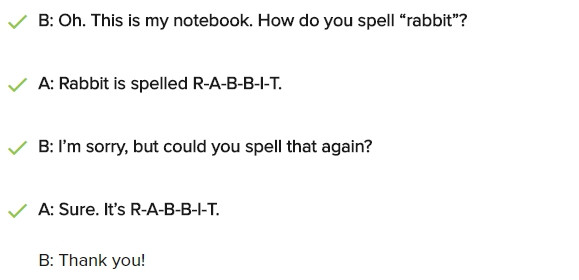 B: Oh. This is my notebook. How do you spell “rabbit”?
A: Rabbit is spelled R-A-B-B-I-T.
B: I’m sorry, but could you spell that again?
A: Sure. It’s R-A-B-B-I-T.
B: Thank you!